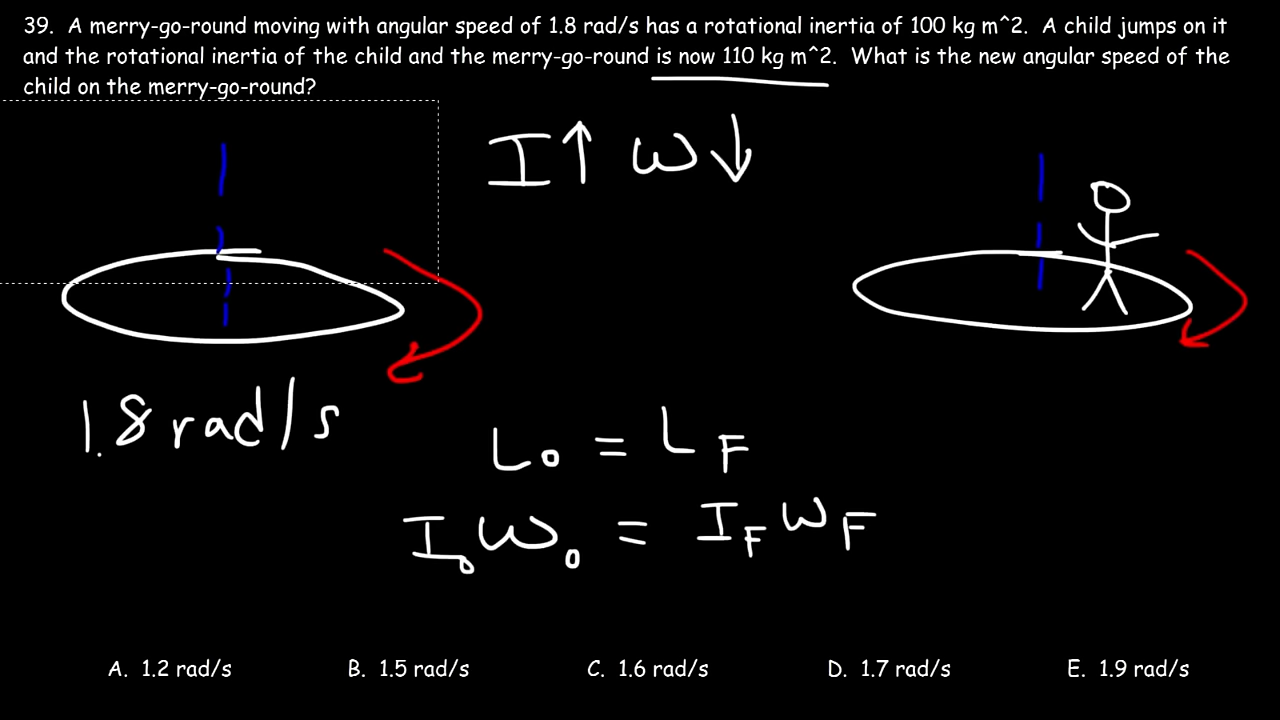 39. A merry-go-round moving with angular speed of 1.8 rad/s has a rotational inertia of 100 kg m^2. A child jumps on it
and the rotational inertia of the child and the merry-go-round is now 110 kg m^2. What is the new angular speed of the
child on the merry-go-round?
I↑ ω↓
1.8 rad/s
L₀ = L_F
I₀ω₀ = I_F ω_F
A. 1.2 rad/s B. 1.5 rad/s C. 1.6 rad/s D. 1.7 rad/s E. 1.9 rad/s